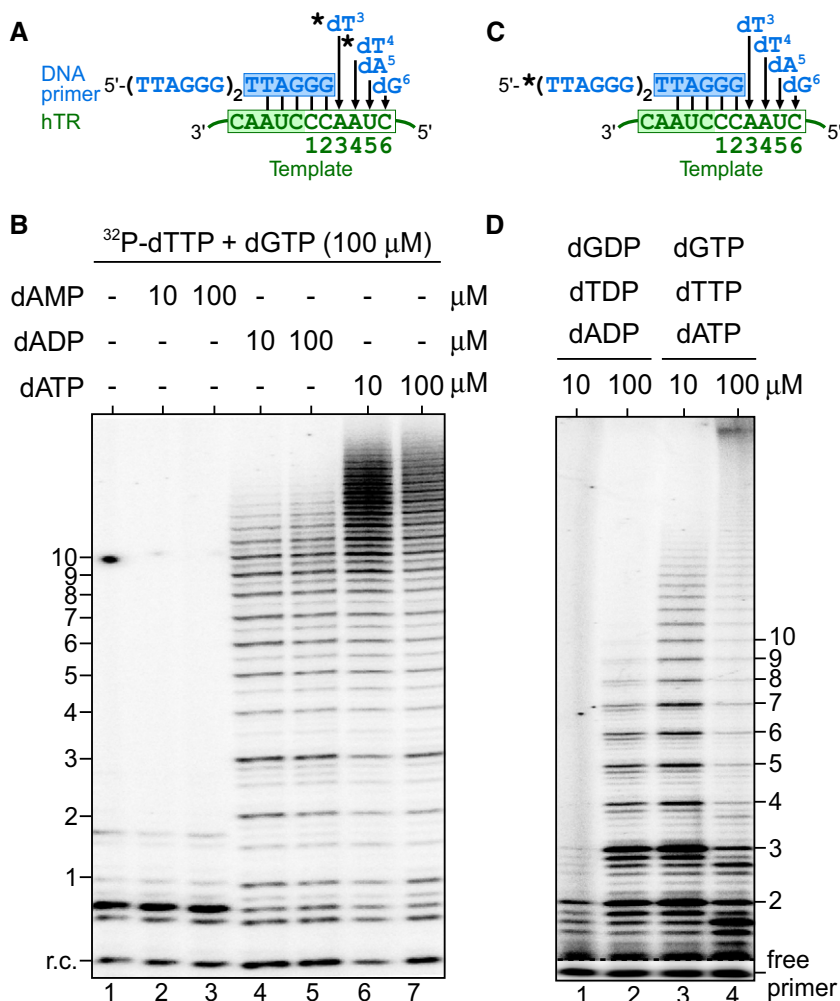 A
*dT3
*dT4
dA5
dG6
DNA primer
5'-(TTAGGG)2TTAGGG
hTR
3'
CAAUCCCAAUC
5'
123456
Template
C
dT3
dT4
dA5
dG6
5'-*(TTAGGG)2TTAGGG
3'
CAAUCCCAAUC
5'
123456
Template
B
32P-dTTP + dGTP (100 μM)
dAMP - 10 100 - - - - μM
dADP - - - 10 100 - - μM
dATP - - - - - 10 100 μM
10
9
8
7
6
5
4
3
2
1
r.c.
1 2 3 4 5 6 7
D
dGDP dGTP
dTDP dTTP
dADP dATP
10 100 10 100 μM
10
9
8
7
6
5
4
3
2
free
primer
1 2 3 4